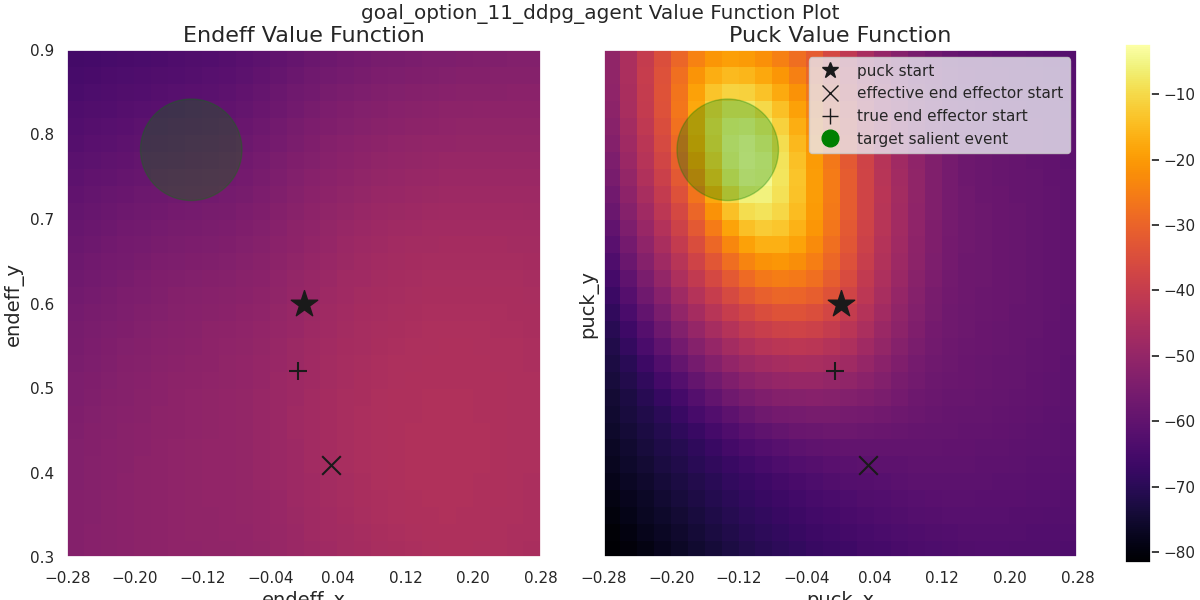 goal_option_11_ddpg_agent Value Function Plot
Endeff Value Function
Puck Value Function
0.9
0.8
0.7
0.6
0.5
0.4
0.3
endeff_y
−0.28 −0.20 −0.12 −0.04 0.04 0.12 0.20 0.28
endeff_x
puck_y
puck start
effective end effector start
true end effector start
target salient event
−0.28 −0.20 −0.12 −0.04 0.04 0.12 0.20 0.28
puck_x
−10
−20
−30
−40
−50
−60
−70
−80